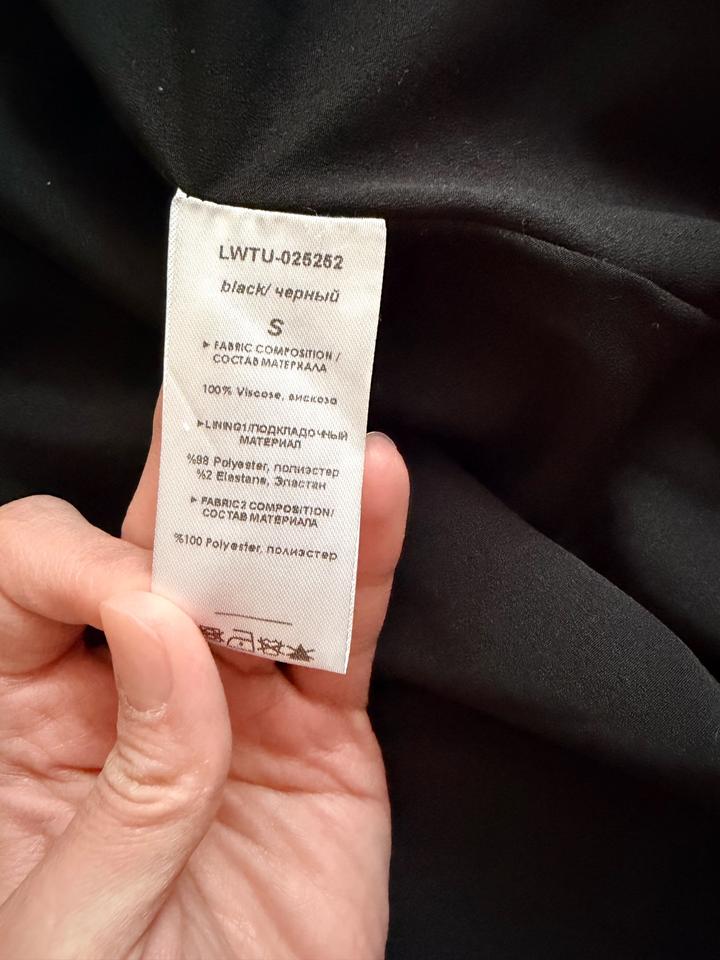 LWTU-025252
black/ черный
S
▸ FABRIC COMPOSITION /
СОСТАВ МАТЕРИАЛА
100% Viscose, вискоза
▸LINING1/ПОДКЛАДОЧНЫЙ
МАТЕРИАЛ
%98 Polyester, полиэстер
%2 Elastane, Эластан
▸ FABRIC2 COMPOSITION/
СОСТАВ МАТЕРИАЛА
%100 Polyester, полиэстер